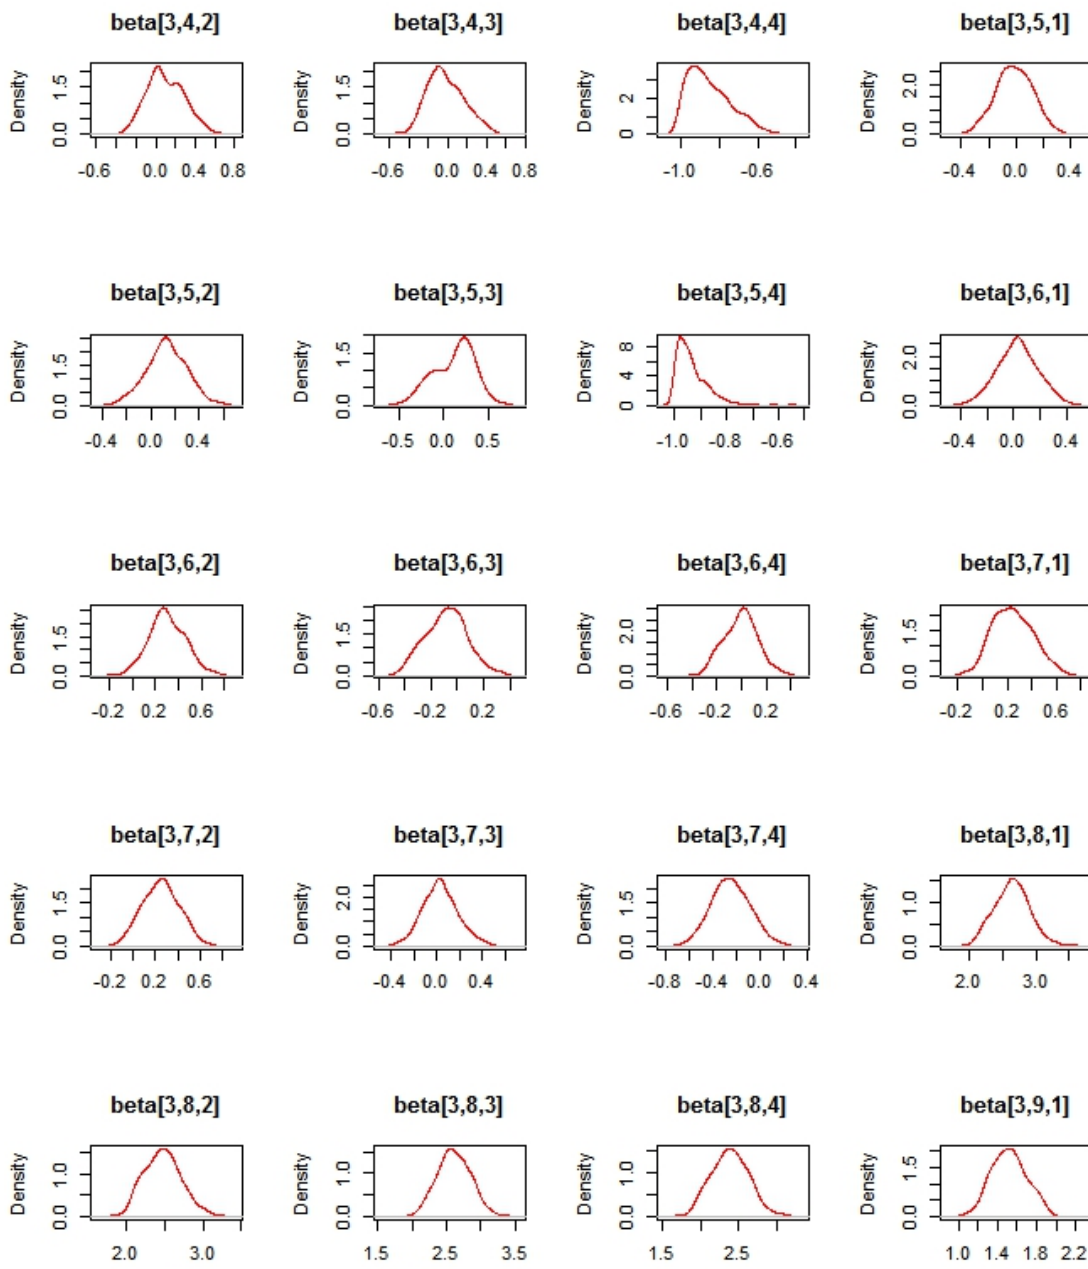 beta[3,4,2] beta[3,4,3] beta[3,4,4] beta[3,5,1]
Density Density Density Density
0.0 1.5 0.0 1.5 0 2 0.0 2.0
-0.6 0.0 0.4 0.8 -0.6 0.0 0.4 0.8 -1.0 -0.6 -0.4 0.0 0.4
beta[3,5,2] beta[3,5,3] beta[3,5,4] beta[3,6,1]
Density Density Density Density
0.0 1.5 0.0 1.5 0 4 8 0.0 2.0
-0.4 0.0 0.4 -0.5 0.0 0.5 -1.0 -0.8 -0.6 -0.4 0.0 0.4
beta[3,6,2] beta[3,6,3] beta[3,6,4] beta[3,7,1]
Density Density Density Density
0.0 1.5 0.0 1.5 0.0 2.0 0.0 1.5
-0.2 0.2 0.6 -0.6 -0.2 0.2 -0.6 -0.2 0.2 -0.2 0.2 0.6
beta[3,7,2] beta[3,7,3] beta[3,7,4] beta[3,8,1]
Density Density Density Density
0.0 1.5 0.0 2.0 0.0 1.5 0.0 1.0
-0.2 0.2 0.6 -0.4 0.0 0.4 -0.8 -0.4 0.0 0.4 2.0 3.0
beta[3,8,2] beta[3,8,3] beta[3,8,4] beta[3,9,1]
Density Density Density Density
0.0 1.0 0.0 1.0 0.0 1.0 0.0 1.5
2.0 3.0 1.5 2.5 3.5 1.5 2.5 1.0 1.4 1.8 2.2